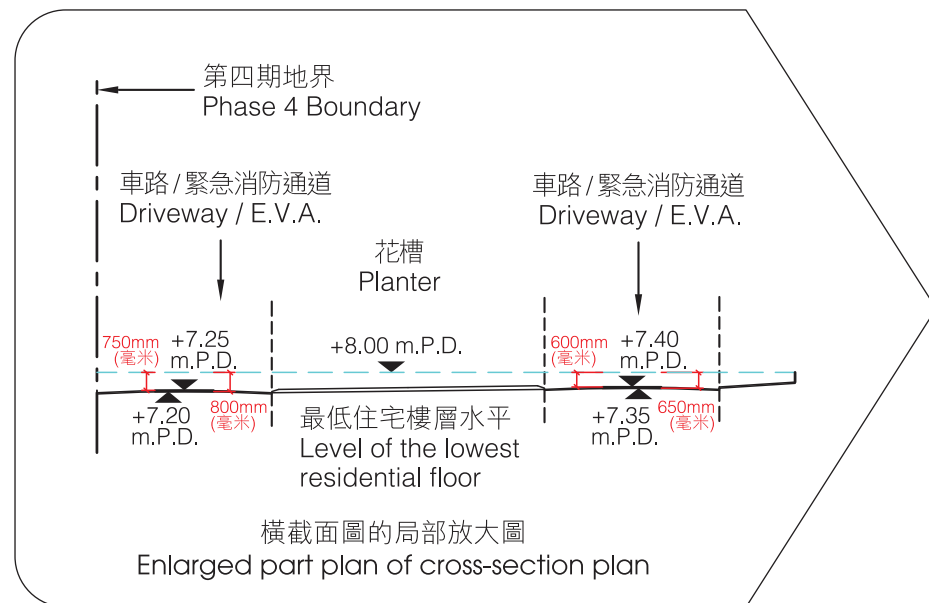 第四期地界
Phase 4 Boundary
車路/緊急消防通道
Driveway / E.V.A.
車路/緊急消防通道
Driveway / E.V.A.
花槽
Planter
750mm
(毫米)
+7.25
m.P.D.
+8.00 m.P.D.
600mm
(毫米)
+7.40
m.P.D.
+7.20
m.P.D.
800mm
(毫米)
最低住宅樓層水平
Level of the lowest
residential floor
+7.35
m.P.D.
650mm
(毫米)
橫截面圖的局部放大圖
Enlarged part plan of cross-section plan